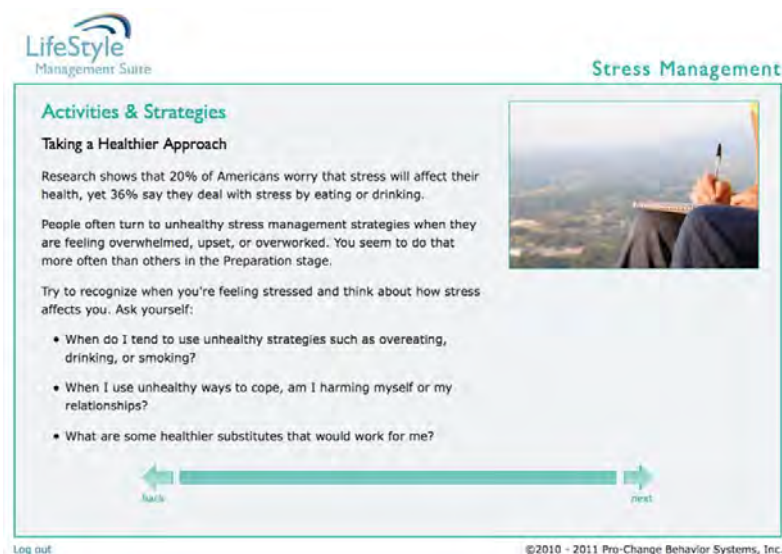 LifeStyle
Management Suite
Stress Management
Activities & Strategies
Taking a Healthier Approach
Research shows that 20% of Americans worry that stress will affect their
health, yet 36% say they deal with stress by eating or drinking.
People often turn to unhealthy stress management strategies when they
are feeling overwhelmed, upset, or overworked. You seem to do that
more often than others in the Preparation stage.
Try to recognize when you're feeling stressed and think about how stress
affects you. Ask yourself:
• When do I tend to use unhealthy strategies such as overeating,
drinking, or smoking?
• When I use unhealthy ways to cope, am I harming myself or my
relationships?
• What are some healthier substitutes that would work for me?
back
next
Log out
©2010 - 2011 Pro-Change Behavior Systems, Inc.